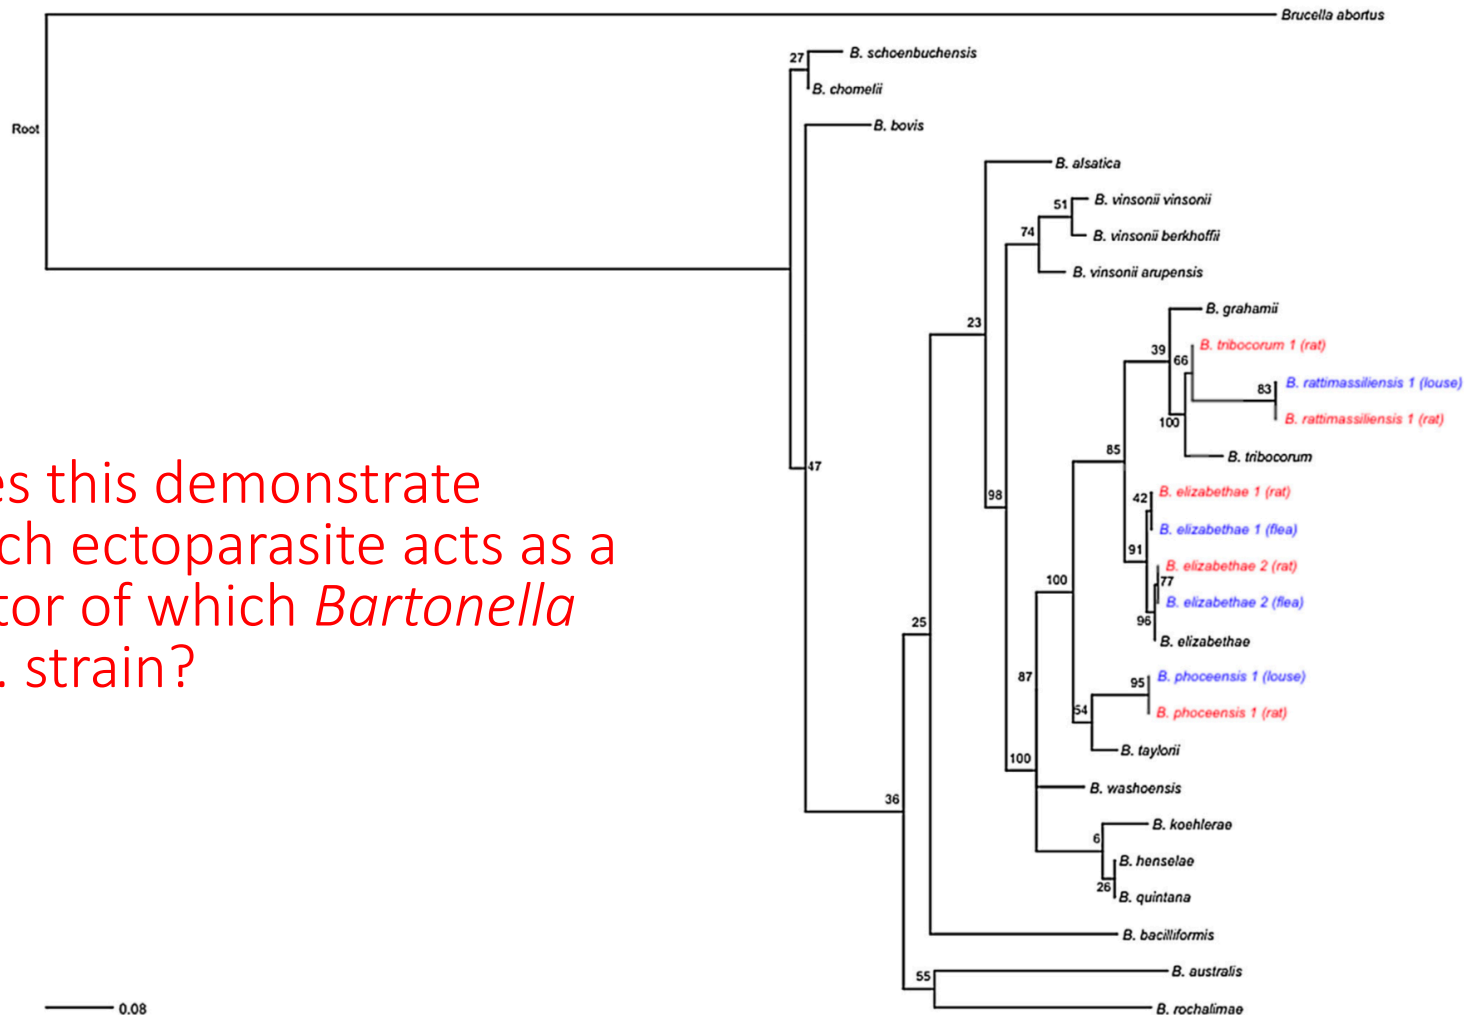 Brucella abortus
27
B. schoenbuchensis
B. chomelii
Root
B. bovis
B. alsatica
51
B. vinsonii vinsonii
74
B. vinsonii berkhoffii
B. vinsonii arupensis
B. grahamii
23
39
66
B. tribocorum 1 (rat)
83
B. rattimassiliensis 1 (louse)
100
B. rattimassiliensis 1 (rat)
85
B. tribocorum
47
es this demonstrate
98
42
B. elizabethae 1 (rat)
B. elizabethae 1 (flea)
ch ectoparasite acts as a
91
B. elizabethae 2 (rat)
100
77
B. elizabethae 2 (flea)
tor of which Bartonella
25
96
B. elizabethae
. strain?
87
95
B. phoceensis 1 (louse)
54
B. phoceensis 1 (rat)
100
B. taylorii
B. washoensis
36
B. koehlerae
6
B. henselae
26
B. quintana
B. bacilliformis
55
B. australis
0.08
B. rochalimae